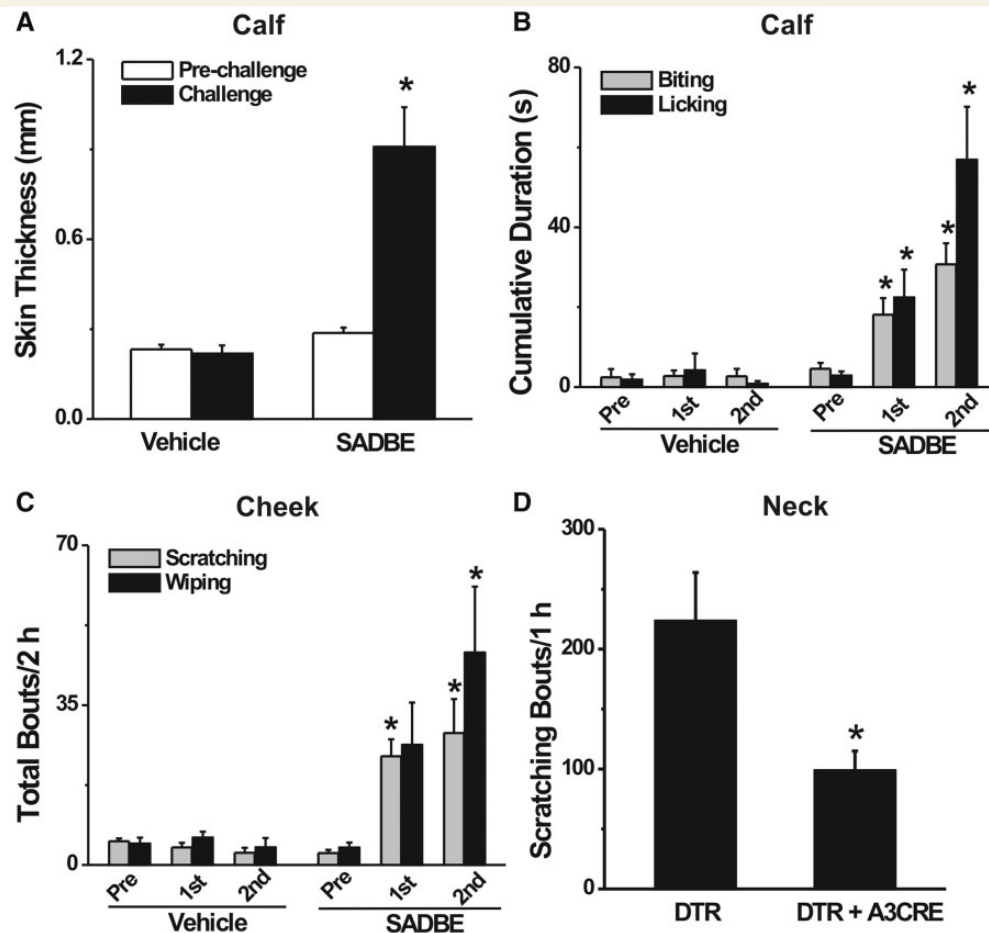 A
Calf
Skin Thickness (mm)
1.2
0.6
0.0
Pre-challenge
Challenge
*
Vehicle
SADBE
B
Calf
Cumulative Duration (s)
80
40
0
Biting
Licking
* * * *
Pre 1st 2nd Pre 1st 2nd
Vehicle
SADBE
C
Cheek
Total Bouts/2 h
70
35
0
Scratching
Wiping
* * *
Pre 1st 2nd Pre 1st 2nd
Vehicle
SADBE
D
Neck
Scratching Bouts/1 h
300
200
100
0
*
DTR
DTR + A3CRE